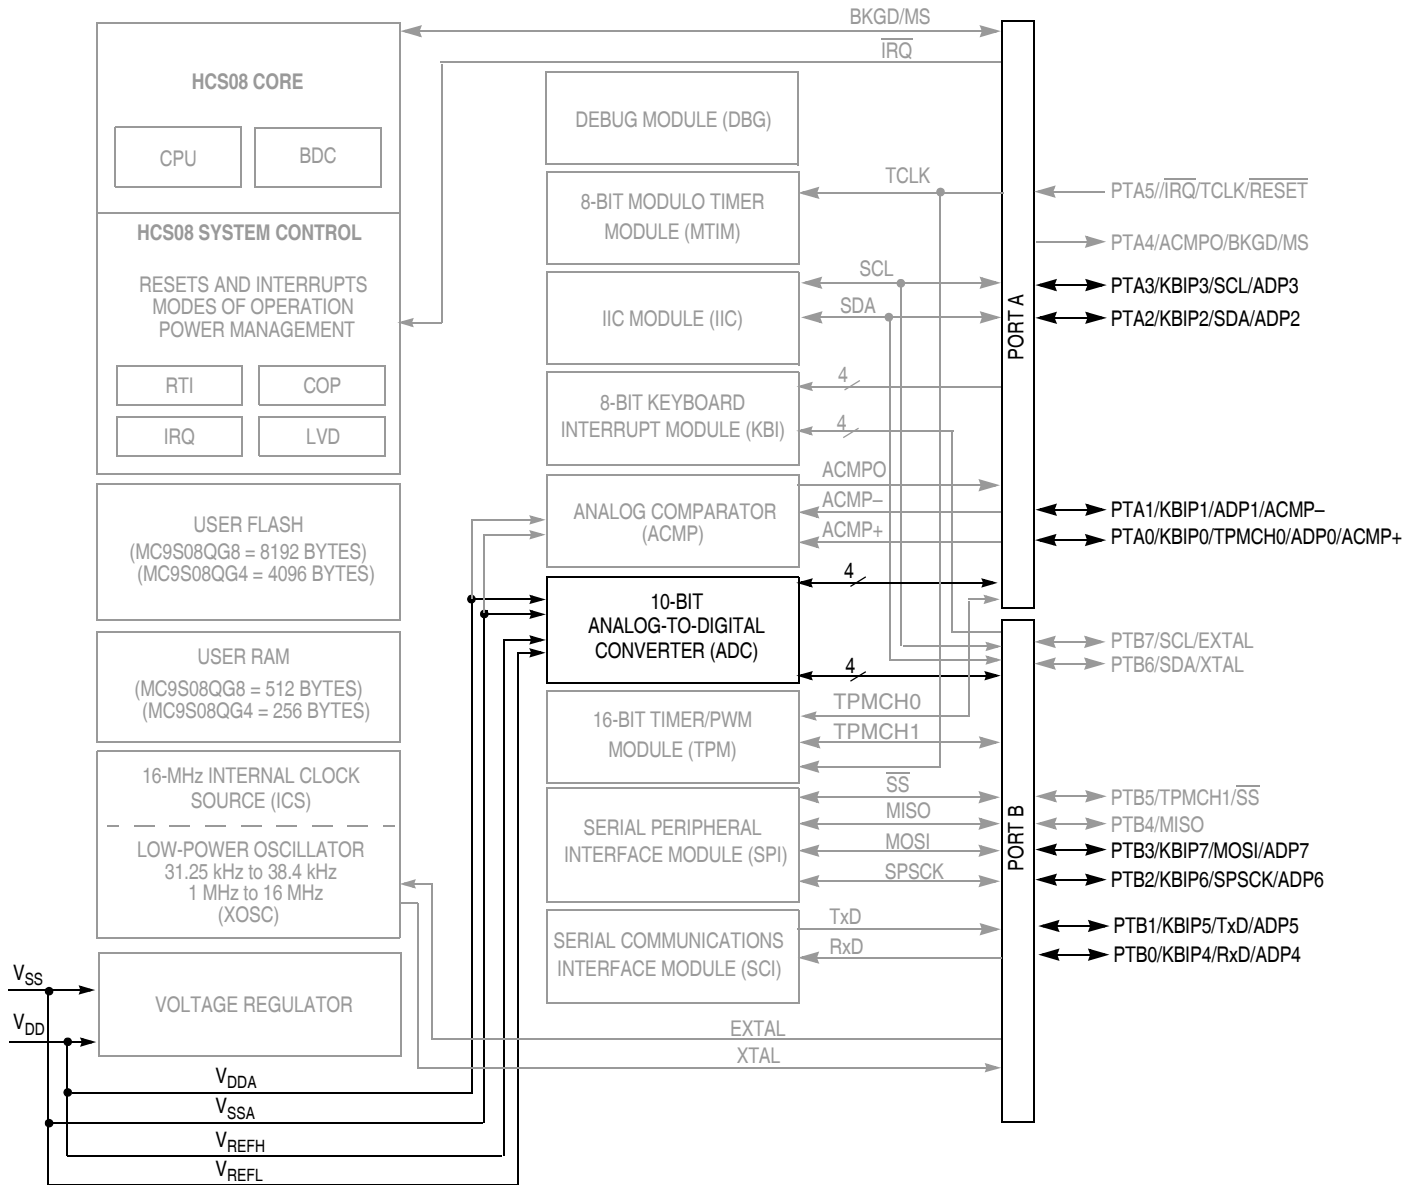 BKGD/MS
IRQ
HCS08 CORE
CPU
BDC
HCS08 SYSTEM CONTROL
RESETS AND INTERRUPTS
MODES OF OPERATION
POWER MANAGEMENT
RTI
COP
IRQ
LVD
USER FLASH
(MC9S08QG8 = 8192 BYTES)
(MC9S08QG4 = 4096 BYTES)
USER RAM
(MC9S08QG8 = 512 BYTES)
(MC9S08QG4 = 256 BYTES)
16-MHz INTERNAL CLOCK
SOURCE (ICS)
LOW-POWER OSCILLATOR
31.25 kHz to 38.4 kHz
1 MHz to 16 MHz
(XOSC)
VSS
VDD
VOLTAGE REGULATOR
VDDA
VSSA
VREFH
VREFL
DEBUG MODULE (DBG)
8-BIT MODULO TIMER
MODULE (MTIM)
TCLK
IIC MODULE (IIC)
SCL
SDA
8-BIT KEYBOARD
INTERRUPT MODULE (KBI)
4
4
ANALOG COMPARATOR
(ACMP)
ACMPO
ACMP–
ACMP+
10-BIT
ANALOG-TO-DIGITAL
CONVERTER (ADC)
4
4
16-BIT TIMER/PWM
MODULE (TPM)
TPMCH0
TPMCH1
SERIAL PERIPHERAL
INTERFACE MODULE (SPI)
SS
MISO
MOSI
SPSCK
SERIAL COMMUNICATIONS
INTERFACE MODULE (SCI)
TxD
RxD
EXTAL
XTAL
PORT A
PORT B
PTA5//IRQ/TCLK/RESET
PTA4/ACMPO/BKGD/MS
PTA3/KBIP3/SCL/ADP3
PTA2/KBIP2/SDA/ADP2
PTA1/KBIP1/ADP1/ACMP–
PTA0/KBIP0/TPMCH0/ADP0/ACMP+
PTB7/SCL/EXTAL
PTB6/SDA/XTAL
PTB5/TPMCH1/SS
PTB4/MISO
PTB3/KBIP7/MOSI/ADP7
PTB2/KBIP6/SPSCK/ADP6
PTB1/KBIP5/TxD/ADP5
PTB0/KBIP4/RxD/ADP4